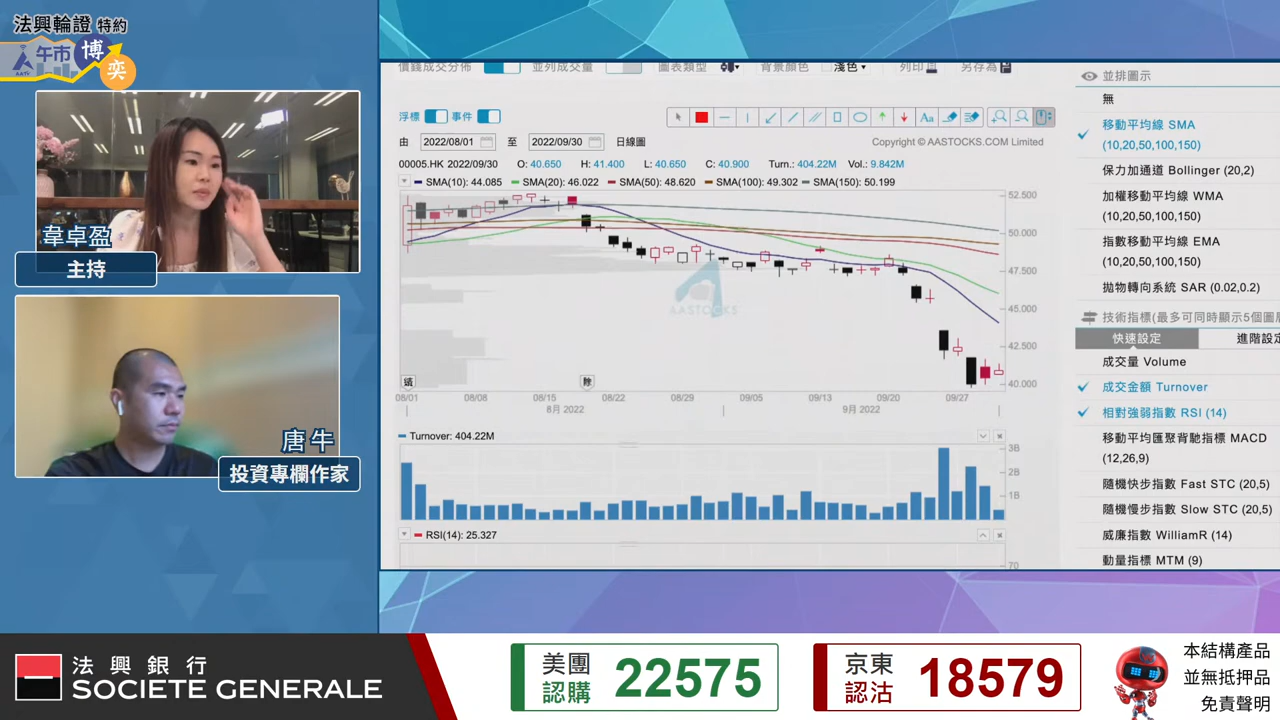 法興輪證 特約
午市
博
奕
AATV
韋卓盈
主持
唐牛
投資專欄作家
價錢成交分佈 並列成交量 圖表類型 背景顏色 淺色 列印 另存為
浮標 事件
Aa
由 2022/08/01 至 2022/09/30 日線圖
Copyright © AASTOCKS.COM Limited
00005.HK 2022/09/30 O: 40.650 H: 41.400 L: 40.650 C: 40.900 Turn.: 404.22M Vol.: 9.842M
SMA(10): 44.085 SMA(20): 46.022 SMA(50): 48.620 SMA(100): 49.302 SMA(150): 50.199
52.500
50.000
47.500
45.000
42.500
40.000
AASTOCKS
除
08/01 08/08 08/15 08/22 08/29 09/05 09/13 09/20 09/27
8月 2022 9月 2022
Turnover: 404.22M
3B
2B
1B
RSI(14): 25.327
70
並排圖示
無
移動平均線 SMA
(10,20,50,100,150)
保力加通道 Bollinger (20,2)
加權移動平均線 WMA
(10,20,50,100,150)
指數移動平均線 EMA
(10,20,50,100,150)
拋物轉向系統 SAR (0.02,0.2)
技術指標(最多可同時顯示5個圖
快速設定 進階設定
成交量 Volume
成交金額 Turnover
相對強弱指數 RSI (14)
移動平均匯聚背馳指標 MACD
(12,26,9)
隨機快步指數 Fast STC (20,5)
隨機慢步指數 Slow STC (20,5)
威廉指數 WilliamR (14)
動量指標 MTM (9)
法興銀行
SOCIETE GENERALE
美團
認購
22575
京東
認沽
18579
本結構產品
並無抵押品
免責聲明